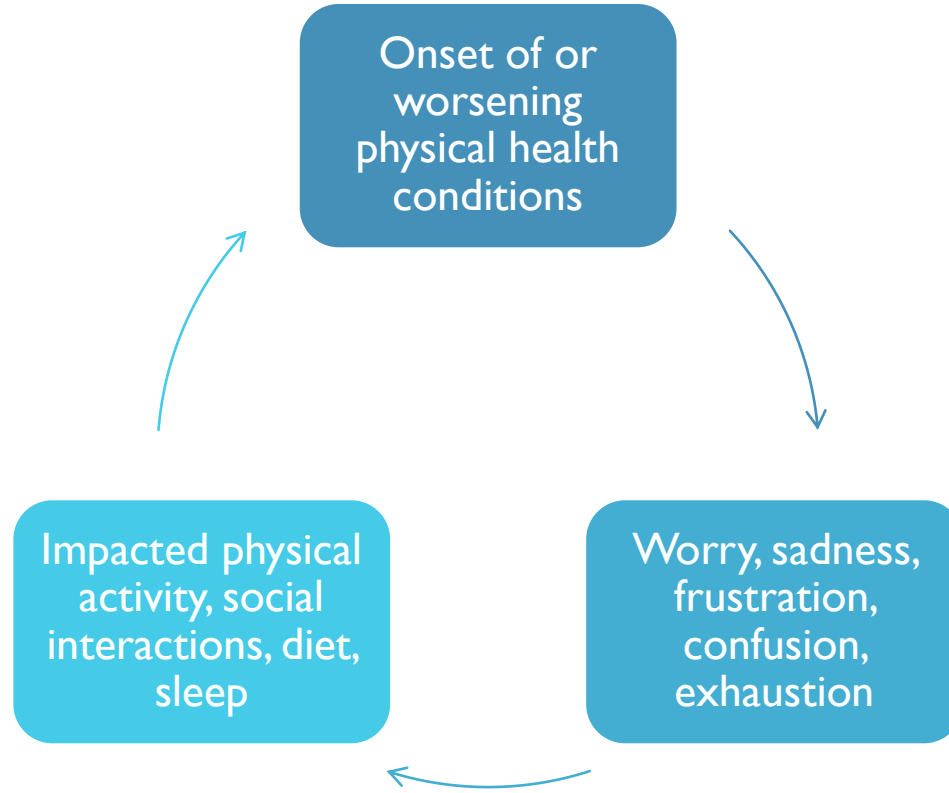 Onset of or
worsening
physical health
conditions
Impacted physical
activity, social
interactions, diet,
sleep
Worry, sadness,
frustration,
confusion,
exhaustion